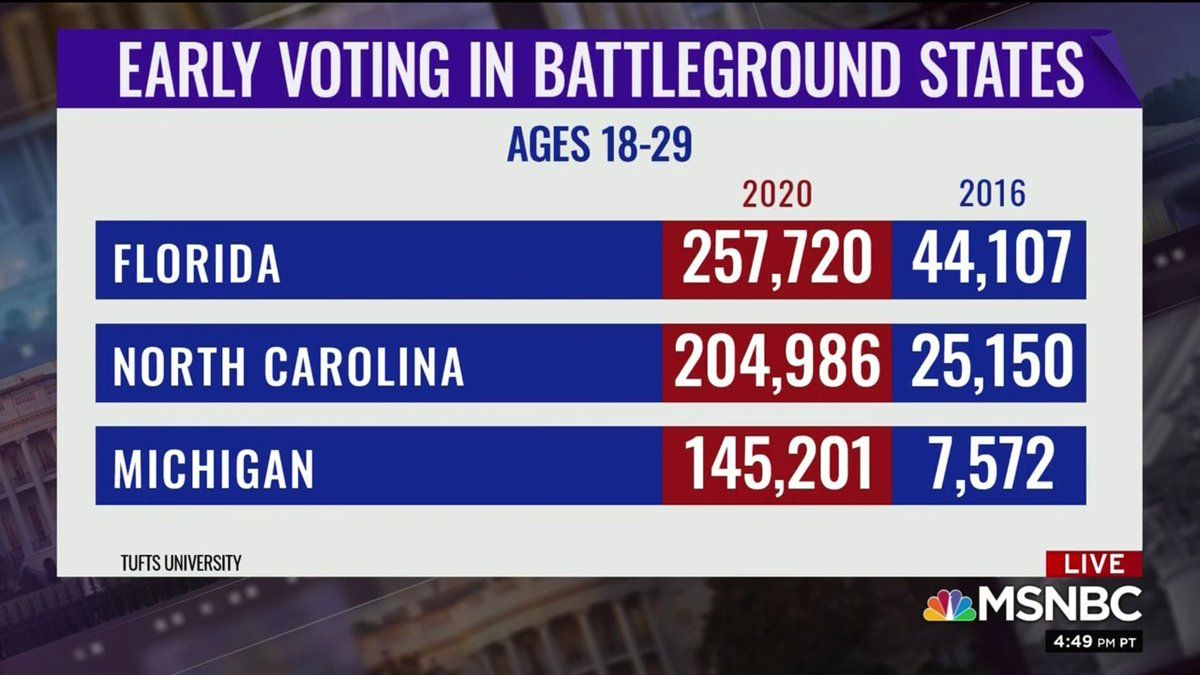 EARLY VOTING IN BATTLEGROUND STATES
AGES 18-29
2020 2016
FLORIDA 257,720 44,107
NORTH CAROLINA 204,986 25,150
MICHIGAN 145,201 7,572
TUFTS UNIVERSITY
LIVE
MSNBC
4:49 PM PT